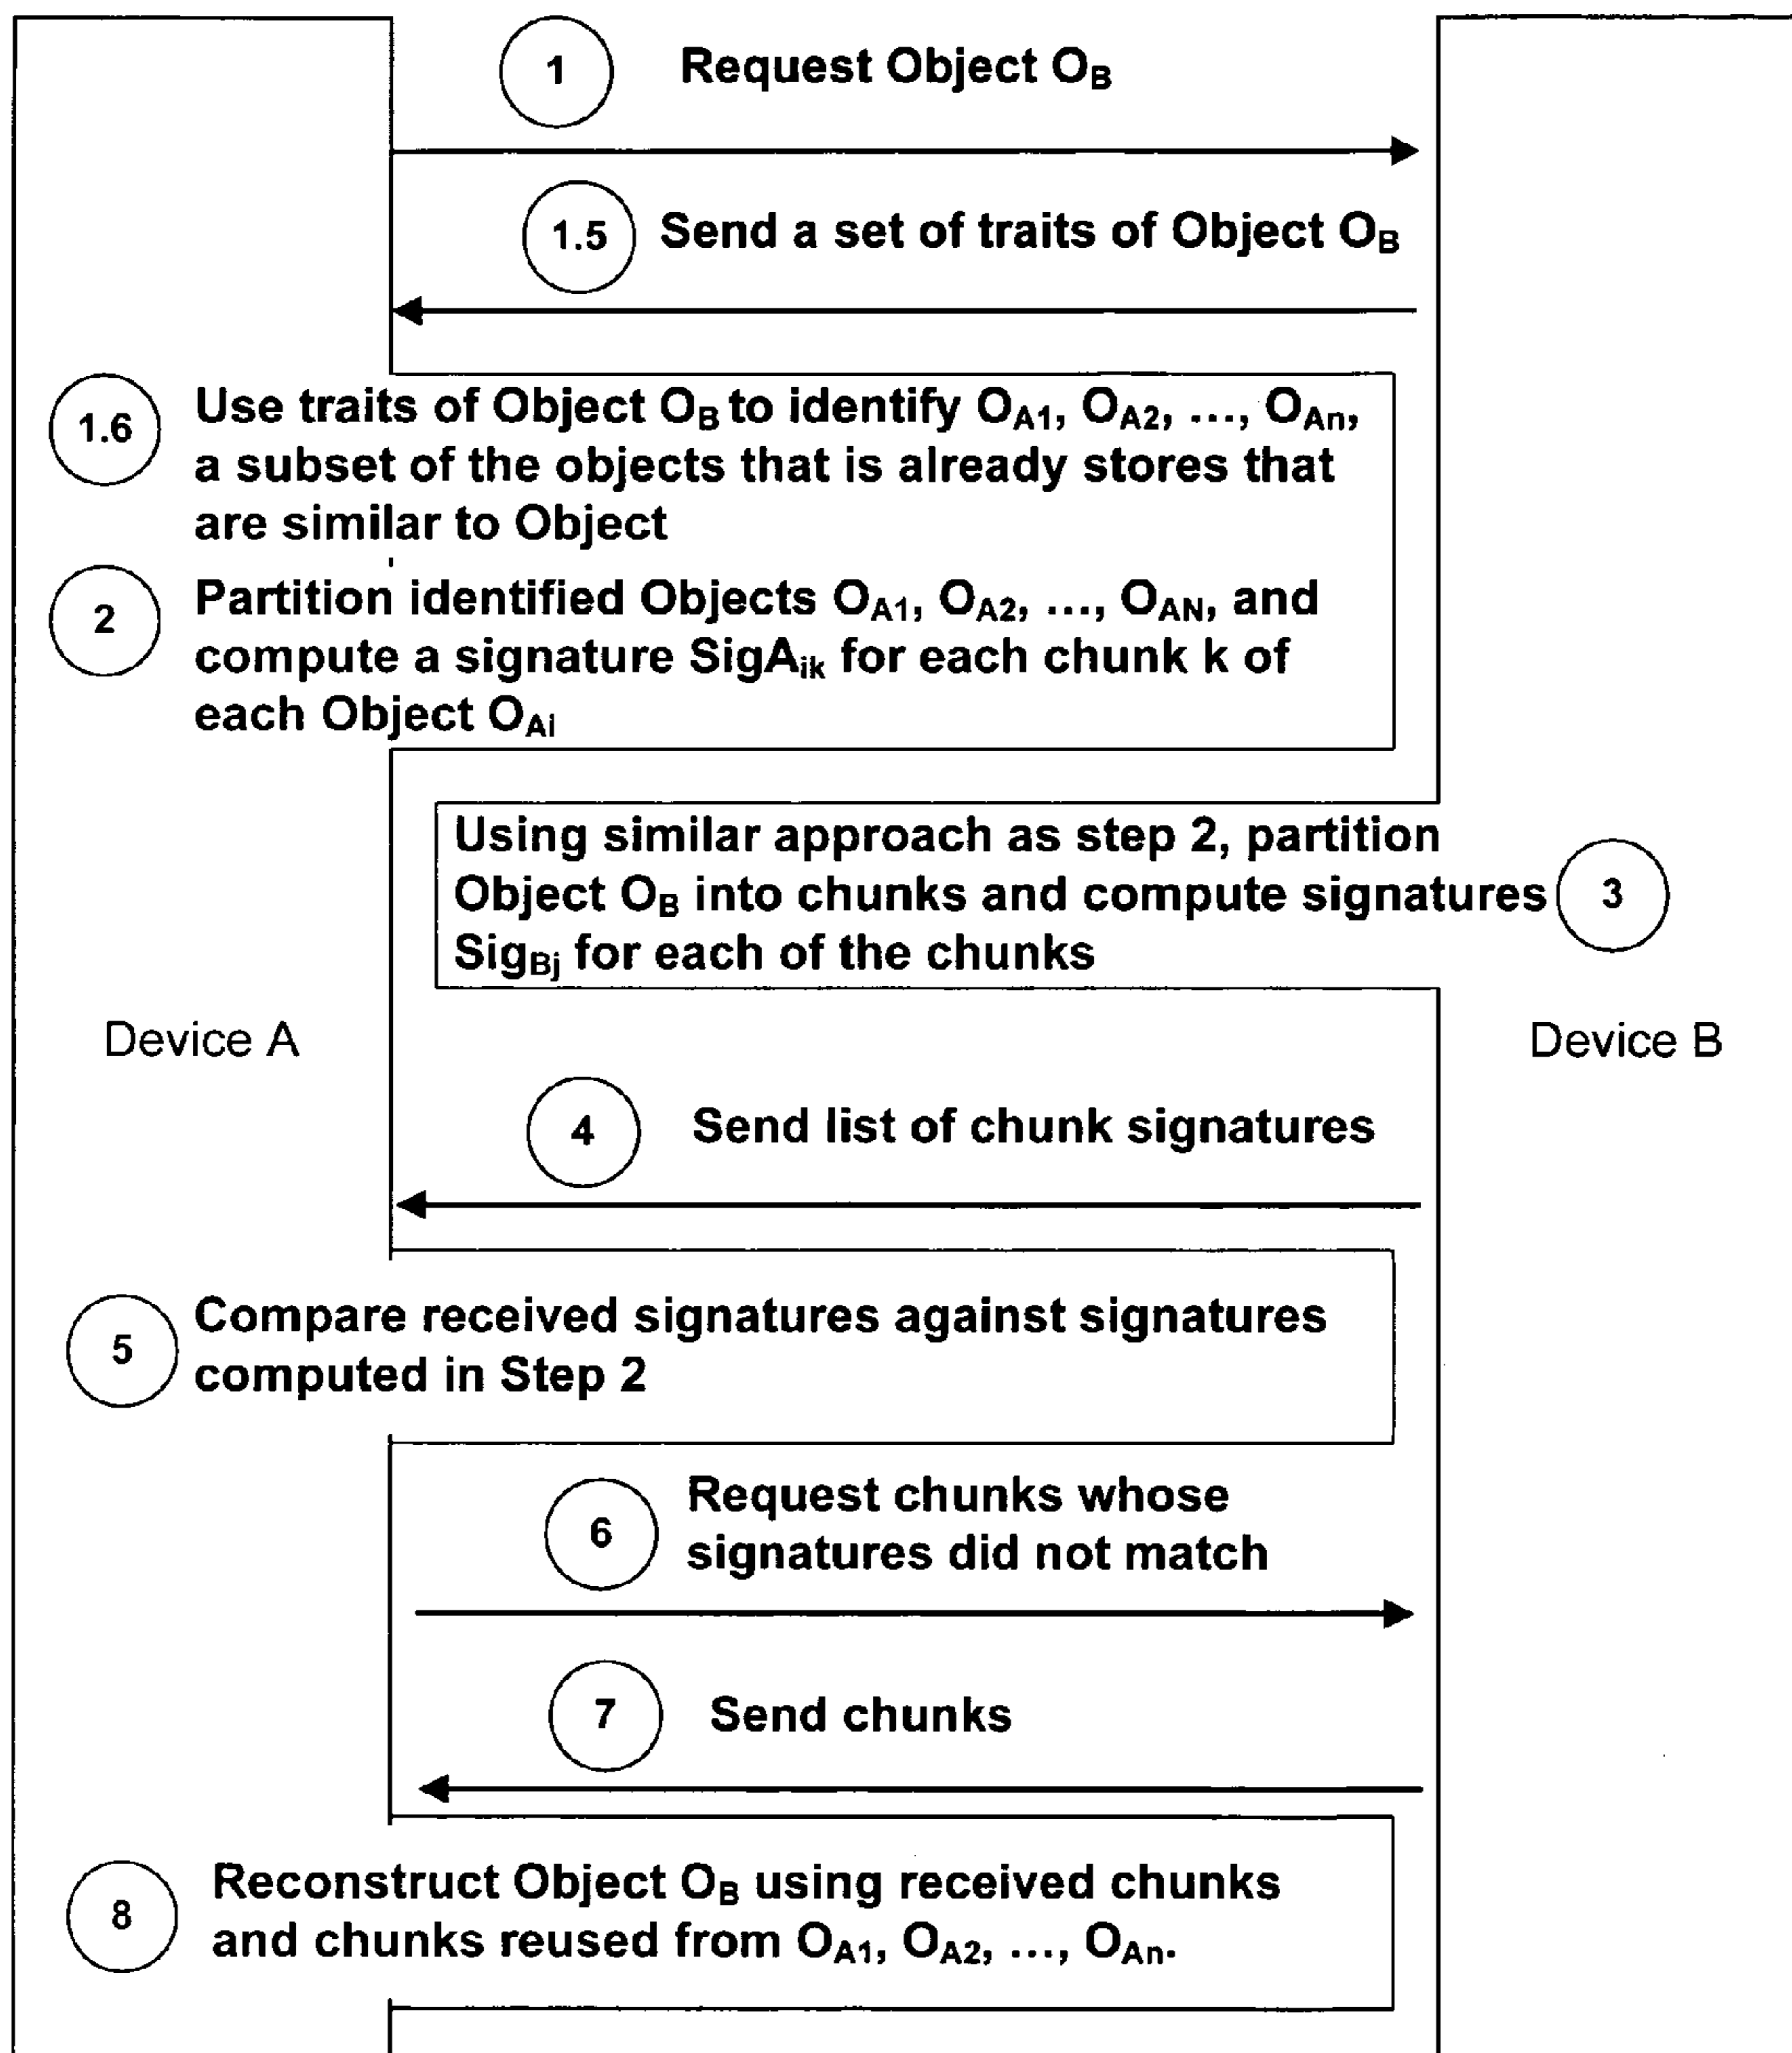 1 Request Object OB
1.5 Send a set of traits of Object OB
1.6 Use traits of Object OB to identify OA1, OA2, ..., OAn,
a subset of the objects that is already stores that
are similar to Object
2 Partition identified Objects OA1, OA2, ..., OAN, and
compute a signature SigAik for each chunk k of
each Object OAi
Using similar approach as step 2, partition
Object OB into chunks and compute signatures 3
SigBj for each of the chunks
Device A Device B
4 Send list of chunk signatures
5 Compare received signatures against signatures
computed in Step 2
6 Request chunks whose
signatures did not match
7 Send chunks
8 Reconstruct Object OB using received chunks
and chunks reused from OA1, OA2, ..., OAn.